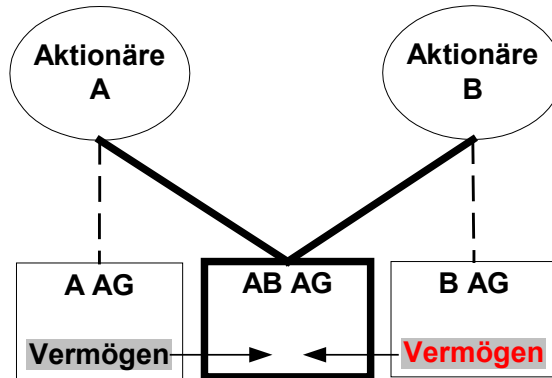 Aktionäre
A
Aktionäre
B
A AG
AB AG
B AG
Vermögen
Vermögen